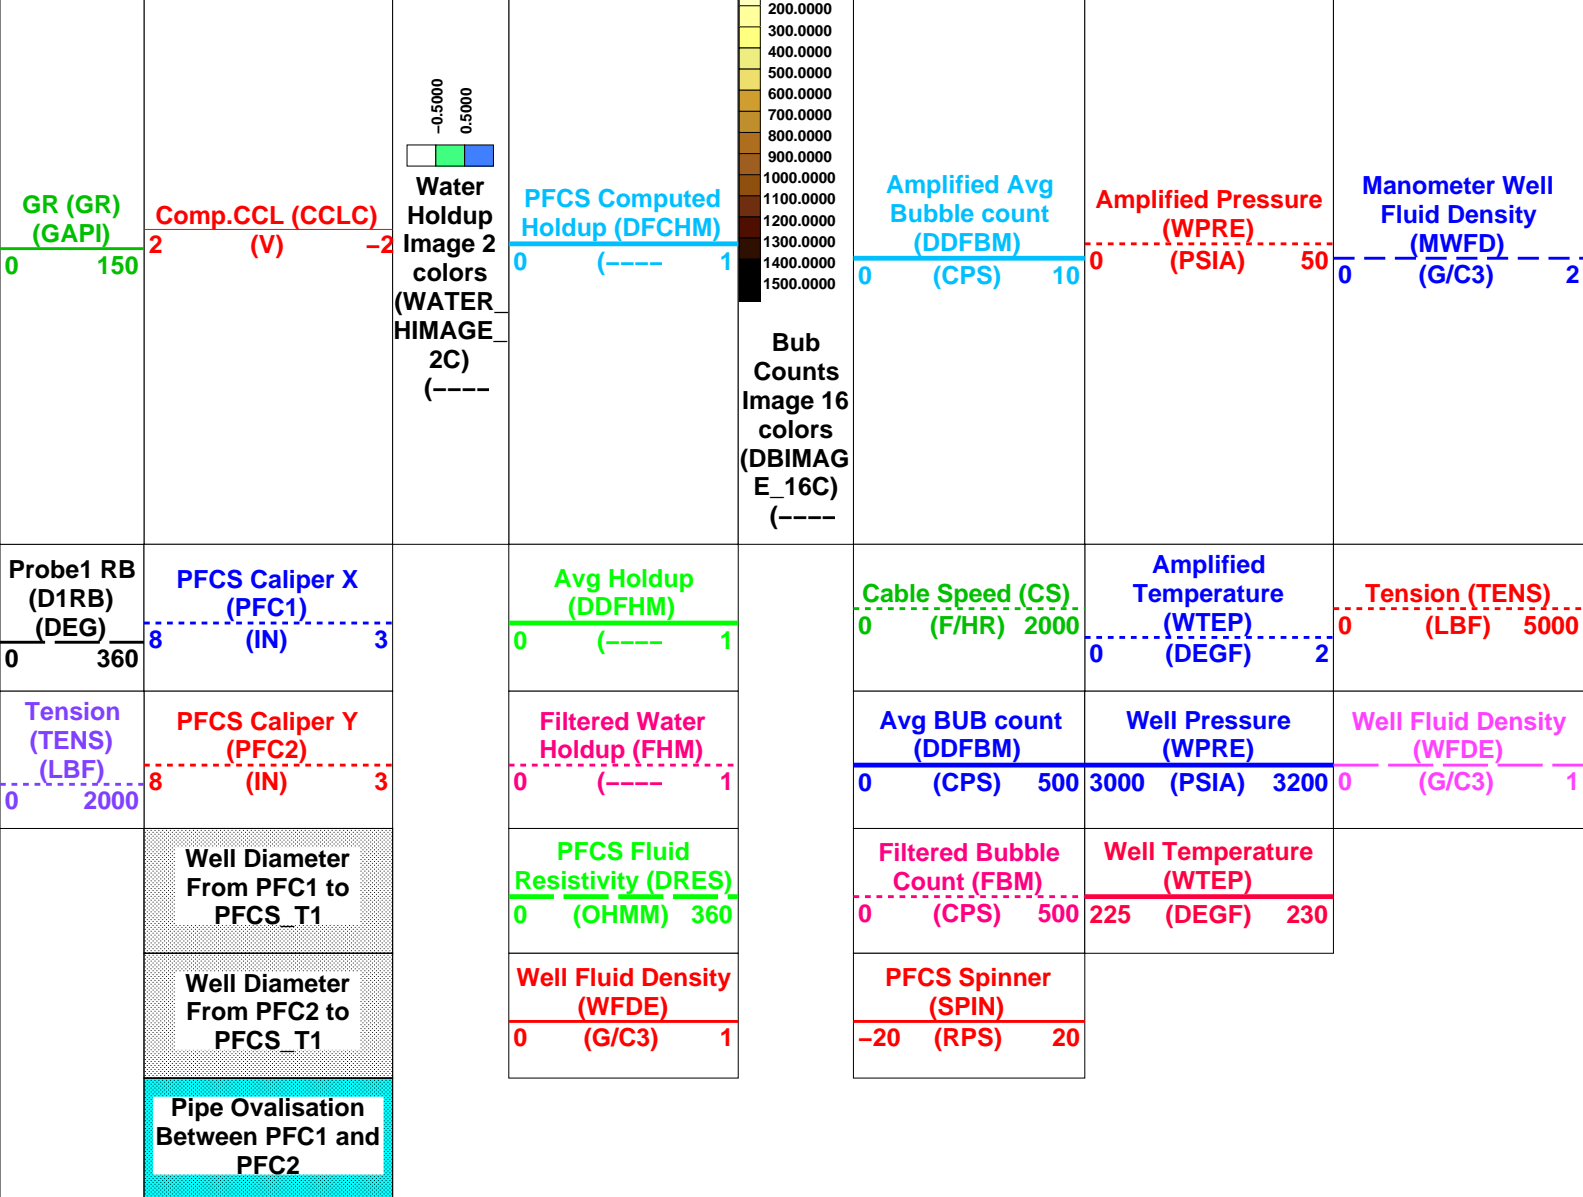 GR (GR)
(GAPI)
0 150
Comp.CCL (CCLC)
2 (V) −2
−0.5000
0.5000
Water
Holdup
Image 2
colors
(WATER_
HIMAGE_
2C)
(−−−−
PFCS Computed
Holdup (DFCHM)
0 (−−−− 1
200.0000
300.0000
400.0000
500.0000
600.0000
700.0000
800.0000
900.0000
1000.0000
1100.0000
1200.0000
1300.0000
1400.0000
1500.0000
Bub
Counts
Image 16
colors
(DBIMAG
E_16C)
(−−−−
Amplified Avg
Bubble count
(DDFBM)
0 (CPS) 10
Amplified Pressure
(WPRE)
0 (PSIA) 50
Manometer Well
Fluid Density
(MWFD)
0 (G/C3) 2
Probe1 RB
(D1RB)
(DEG)
0 360
PFCS Caliper X
(PFC1)
8 (IN) 3
Avg Holdup
(DDFHM)
0 (−−−− 1
Cable Speed (CS)
0 (F/HR) 2000
Amplified
Temperature
(WTEP)
0 (DEGF) 2
Tension (TENS)
0 (LBF) 5000
Tension
(TENS)
(LBF)
0 2000
PFCS Caliper Y
(PFC2)
8 (IN) 3
Filtered Water
Holdup (FHM)
0 (−−−− 1
Avg BUB count
(DDFBM)
0 (CPS) 500
Well Pressure
(WPRE)
3000 (PSIA) 3200
Well Fluid Density
(WFDE)
0 (G/C3) 1
Well Diameter
From PFC1 to
PFCS_T1
PFCS Fluid
Resistivity (DRES)
0 (OHMM) 360
Filtered Bubble
Count (FBM)
0 (CPS) 500
Well Temperature
(WTEP)
225 (DEGF) 230
Well Diameter
From PFC2 to
PFCS_T1
Well Fluid Density
(WFDE)
0 (G/C3) 1
PFCS Spinner
(SPIN)
−20 (RPS) 20
Pipe Ovalisation
Between PFC1 and
PFC2